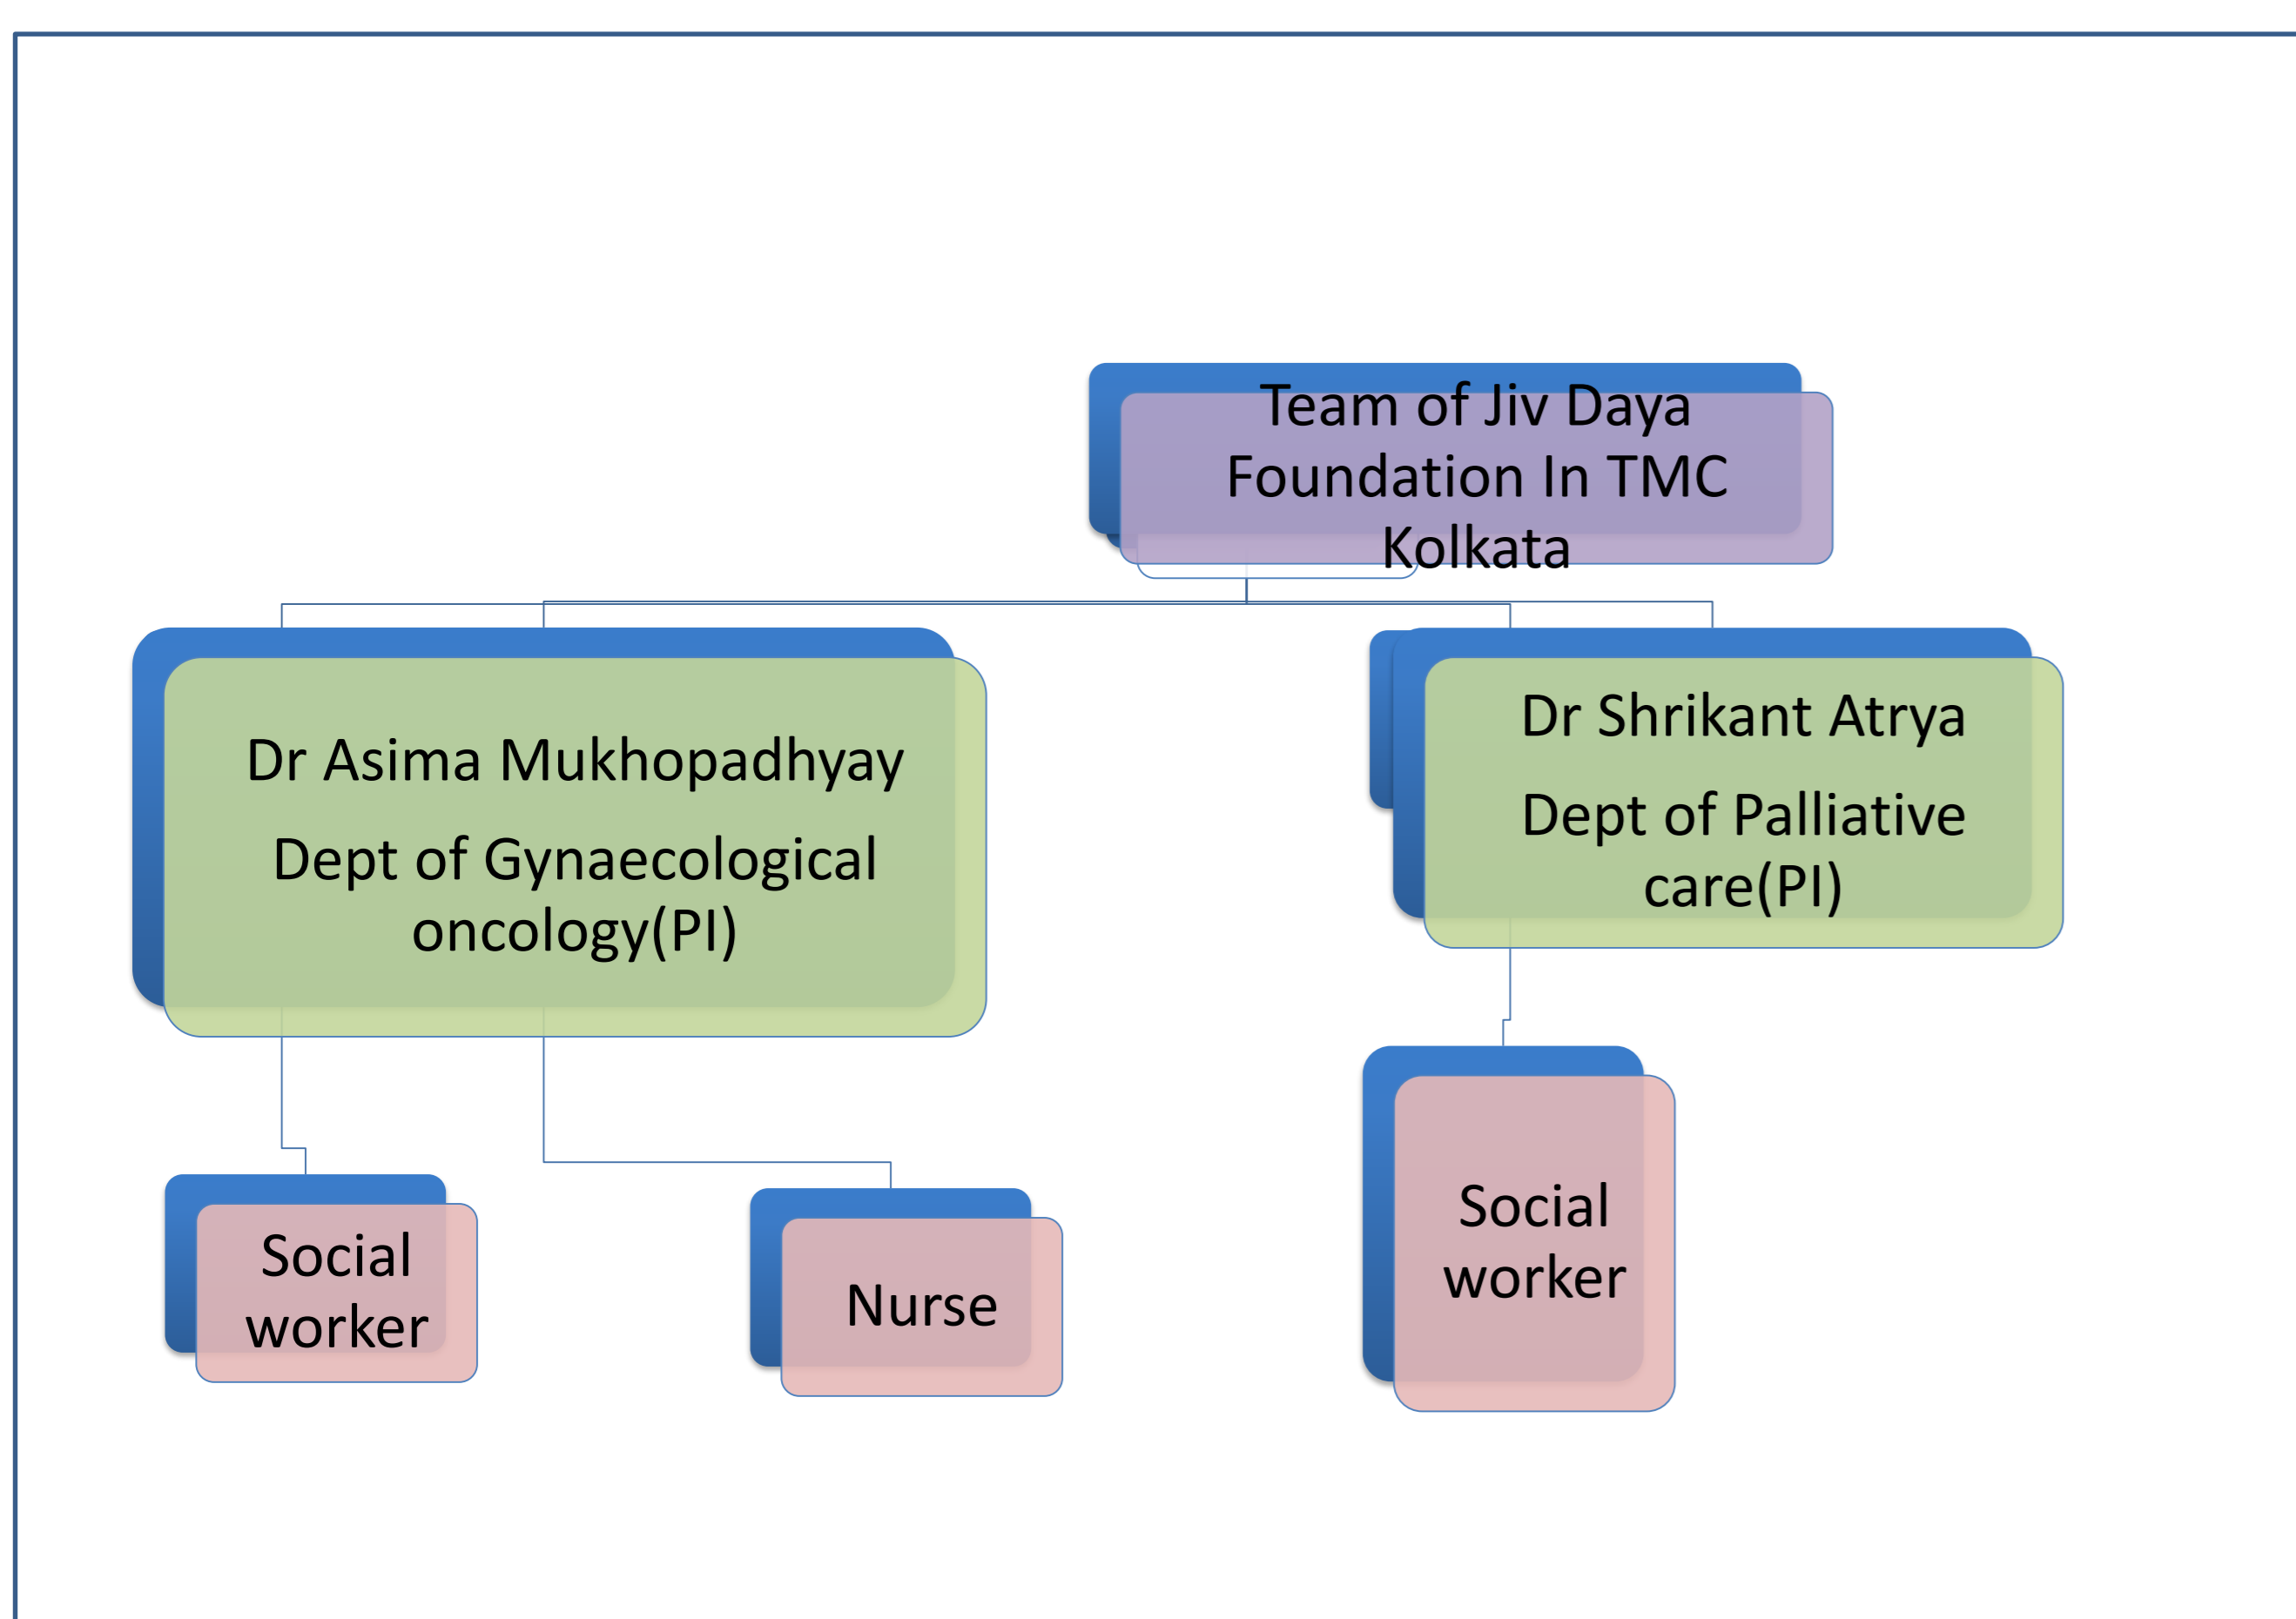 Team of Jiv Daya
Foundation In TMC
Kolkata
Dr Asima Mukhopadhyay
Dept of Gynaecological
oncology(PI)
Dr Shrikant Atrya
Dept of Palliative
care(PI)
Social
worker
Nurse
Social
worker